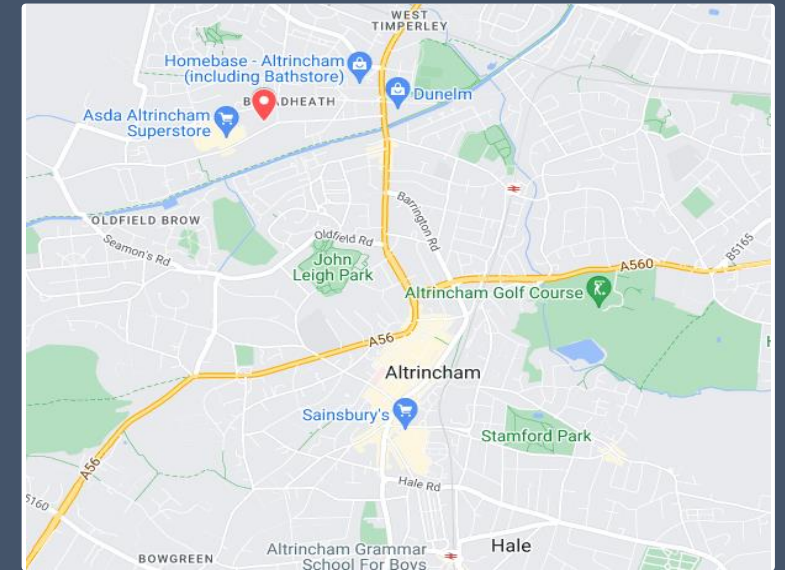 WEST
TIMPERLEY
Homebase - Altrincham
(including Bathstore)
Dunelm
Asda Altrincham
Superstore
OLDFIELD BROW
Seamon's Rd
Barrington Rd
Oldfield Rd
John
Leigh Park
B5165
A560
Altrincham Golf Course
A56
Altrincham
Sainsbury's
Stamford Park
A56
Hale Rd
5160
BOWGREEN
Altrincham Grammar
School For Boys
Hale